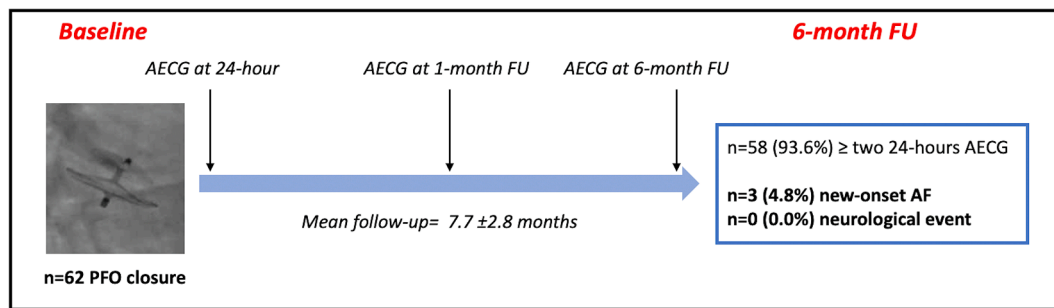 Baseline
6-month FU
AECG at 24-hour
AECG at 1-month FU
AECG at 6-month FU
n=58 (93.6%) ≥ two 24-hours AECG
n=3 (4.8%) new-onset AF
n=0 (0.0%) neurological event
Mean follow-up= 7.7 ±2.8 months
n=62 PFO closure